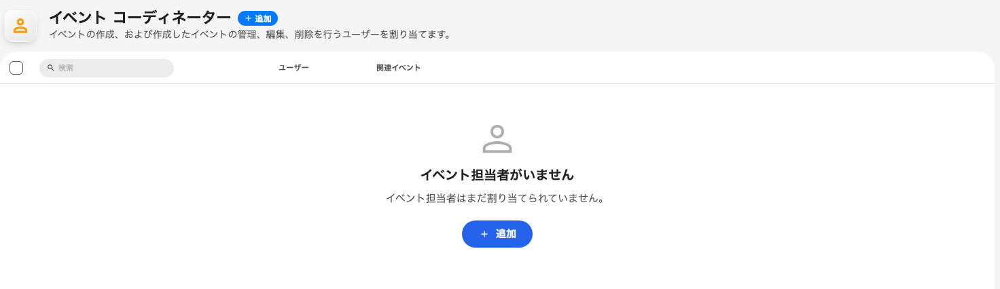 イベント コーディネーター
+ 追加
イベントの作成、および作成したイベントの管理、編集、削除を行うユーザーを割り当てます。
検索
ユーザー
関連イベント
イベント担当者がいません
イベント担当者はまだ割り当てられていません。
+ 追加